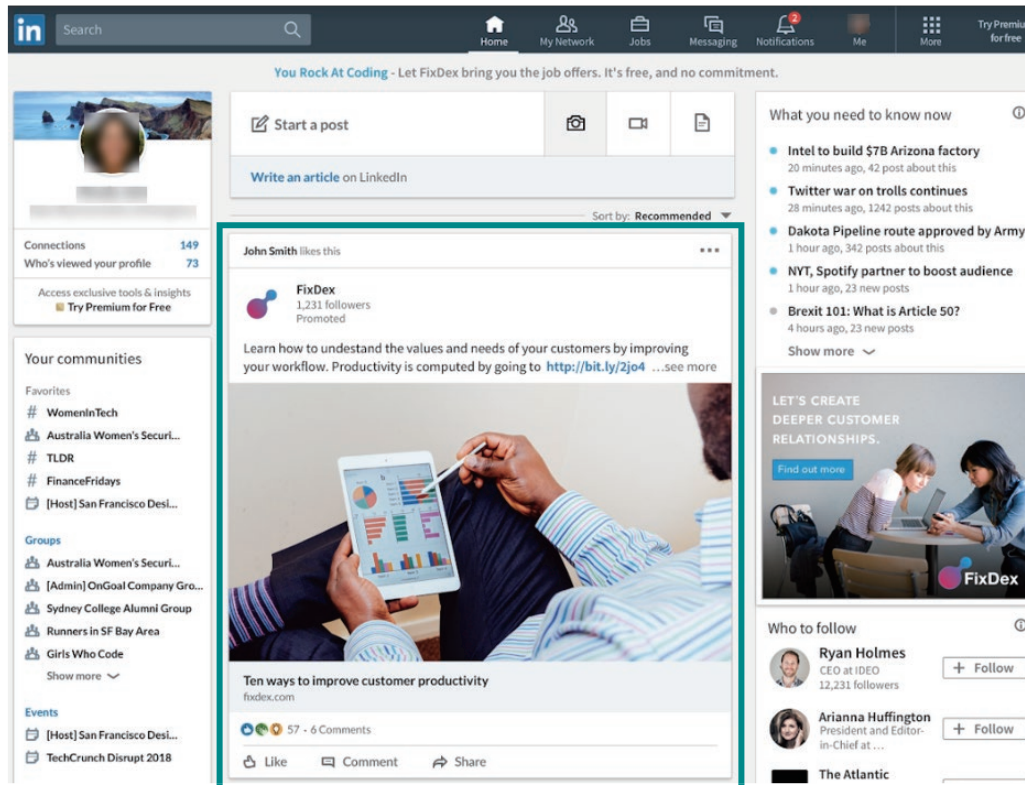 in
Search
Home
My Network
Jobs
Messaging
2
Notifications
Me
More
Try Premiu
for free
You Rock At Coding - Let FixDex bring you the job offers. It's free, and no commitment.
Connections 149
Who's viewed your profile 73
Access exclusive tools & insights
Try Premium for Free
Your communities
Favorites
# WomenInTech
Australia Women's Securi...
# TLDR
# FinanceFridays
[Host] San Francisco Desi...
Groups
Australia Women's Securi...
[Admin] OnGoal Company Gro...
Sydney College Alumni Group
Runners in SF Bay Area
Girls Who Code
Show more
Events
[Host] San Francisco Desi...
TechCrunch Disrupt 2018
Start a post
Write an article on LinkedIn
Sort by: Recommended
John Smith likes this
FixDex
1,231 followers
Promoted
Learn how to undestand the values and needs of your customers by improving
your workflow. Productivity is computed by going to http://bit.ly/2jo4 ...see more
Ten ways to improve customer productivity
fixdex.com
57 - 6 Comments
Like
Comment
Share
What you need to know now
Intel to build $7B Arizona factory
20 minutes ago, 42 post about this
Twitter war on trolls continues
28 minutes ago, 1242 posts about this
Dakota Pipeline route approved by Army
1 hour ago, 342 posts about this
NYT, Spotify partner to boost audience
1 hour ago, 23 new posts
Brexit 101: What is Article 50?
4 hours ago, 23 new posts
Show more
LET'S CREATE
DEEPER CUSTOMER
RELATIONSHIPS.
Find out more
FixDex
Who to follow
Ryan Holmes
CEO at IDEO
12,231 followers
+ Follow
Arianna Huffington
President and Editor-
in-Chief at ...
+ Follow
The Atlantic